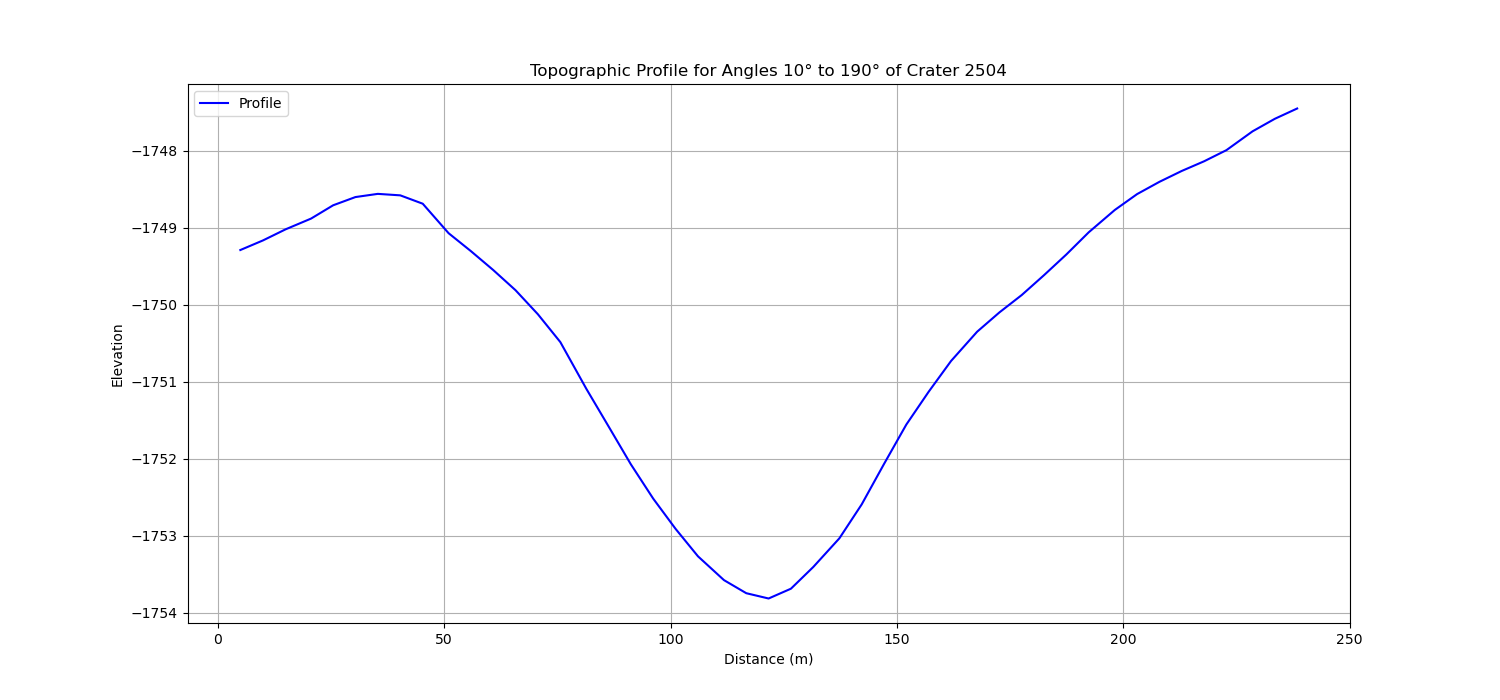 Topographic Profile for Angles 10° to 190° of Crater 2504
Profile
−1748
−1749
−1750
−1751
−1752
−1753
−1754
Elevation
0 50 100 150 200 250
Distance (m)